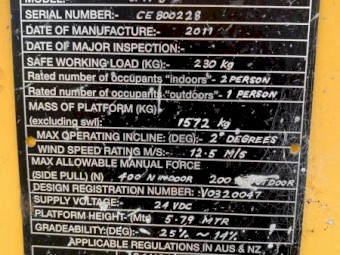 MODEL:-
SERIAL NUMBER:- CE800228
DATE OF MANUFACTURE:- 2011
DATE OF MAJOR INSPECTION:-
SAFE WORKING LOAD (KG):- 230 kg
Rated number of occupants "indoors"- 2 PERSON
Rated number of occupants "outdoors"- 1 PERSON
MASS OF PLATFORM (KG)
(excluding swl):- 1572 kg
MAX OPERATING INCLINE: (DEG):- 2° DEGREES
WIND SPEED RATING M/S:- 12.5 M/S
MAX ALLOWABLE MANUAL FORCE
(SIDE PULL) (N) 400 N INDOOR 200 OUTDOOR
DESIGN REGISTRATION NUMBER: V0320047
SUPPLY VOLTAGE:- 24 VDC
PLATFORM HEIGHT (Mt) 5.79 MTR
GRADEABILITY:(DEG):- 25% ~ 14%
APPLICABLE REGULATIONS IN AUS & NZ